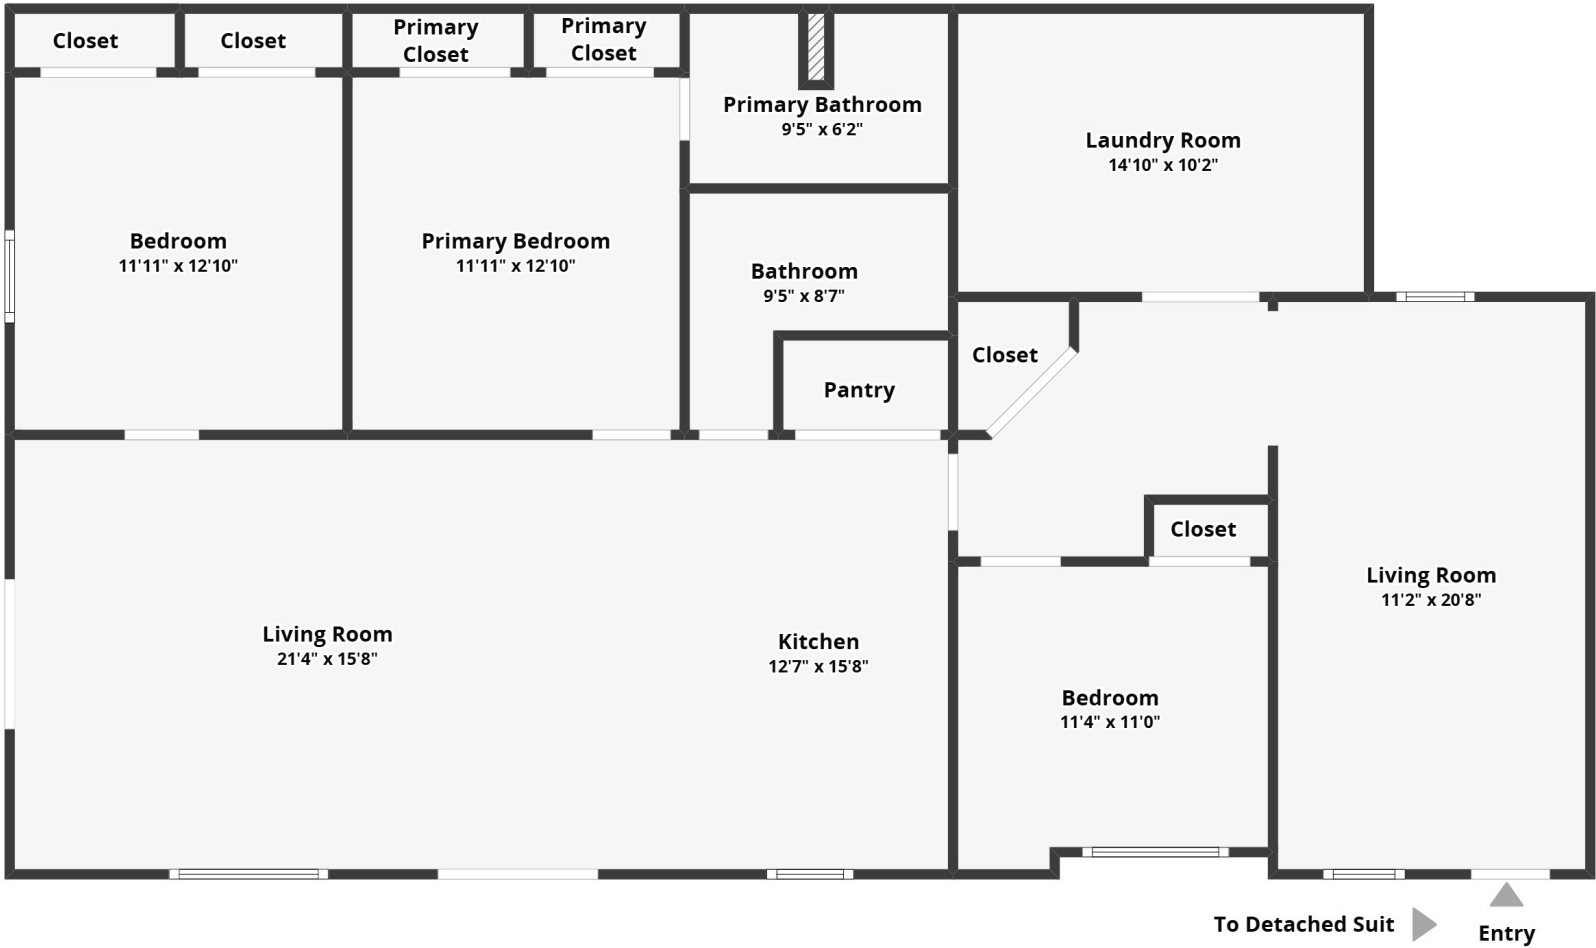 Closet
Closet
Primary
Closet
Primary
Closet
Primary Bathroom
9'5" x 6'2"
Laundry Room
14'10" x 10'2"
Bedroom
11'11" x 12'10"
Primary Bedroom
11'11" x 12'10"
Bathroom
9'5" x 8'7"
Closet
Pantry
Closet
Living Room
11'2" x 20'8"
Living Room
21'4" x 15'8"
Kitchen
12'7" x 15'8"
Bedroom
11'4" x 11'0"
To Detached Suit
Entry